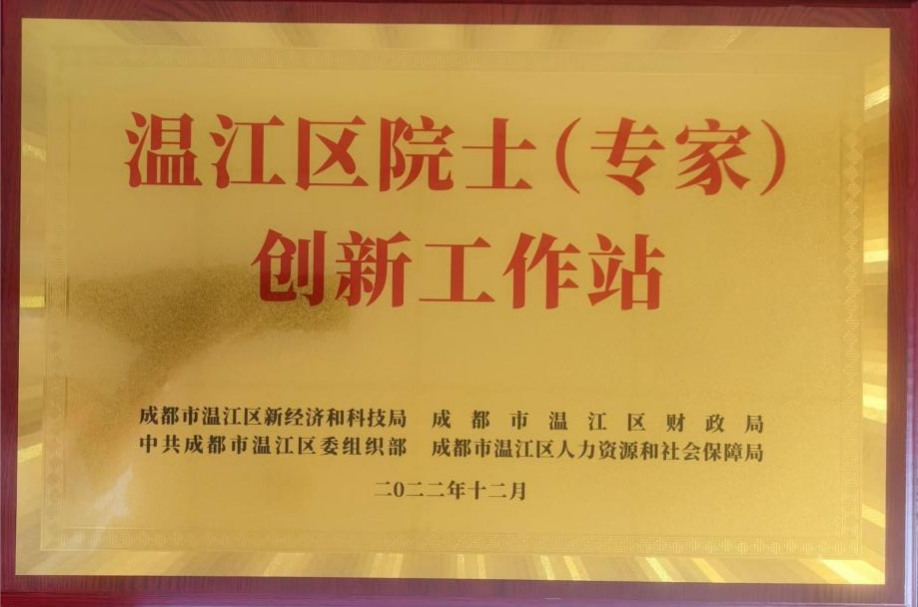 温江区院士(专家)
创新工作站
成都市温江区新经济和科技局 成都市温江区财政局
中共成都市温江区委组织部 成都市温江区人力资源和社会保障局
二〇二二年十二月